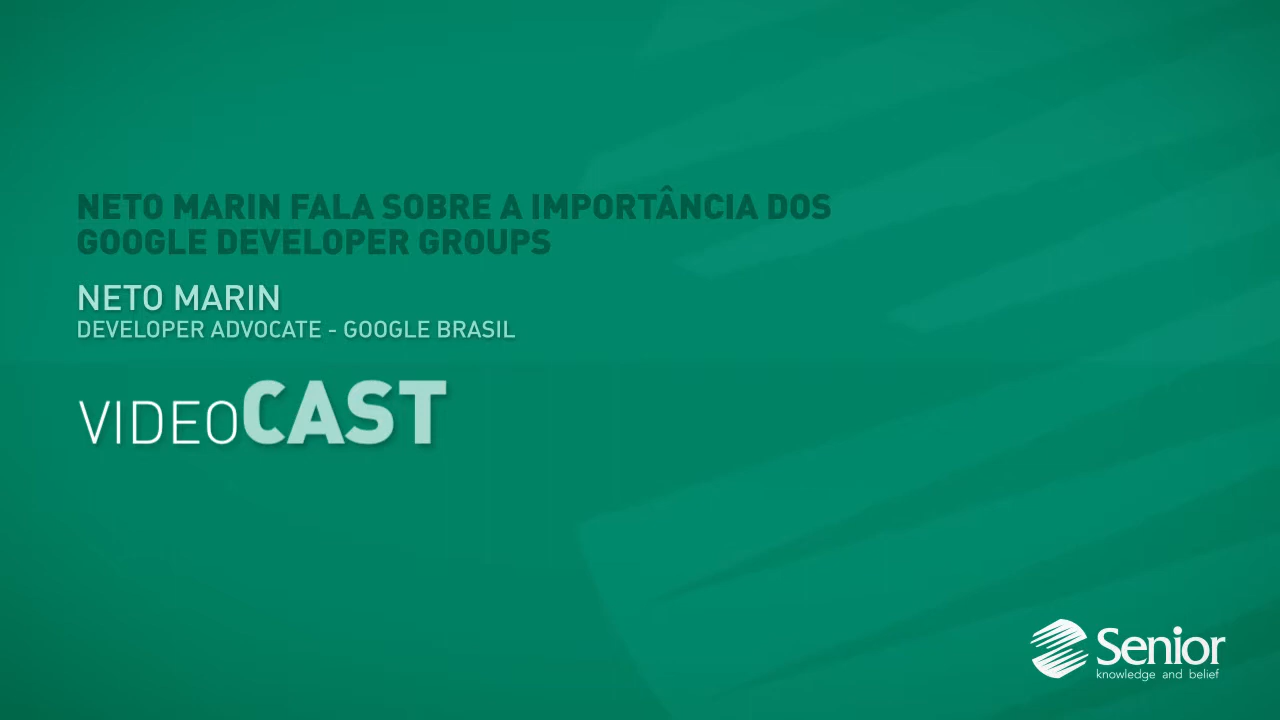 NETO MARIN FALA SOBRE A IMPORTÂNCIA DOS
GOOGLE DEVELOPER GROUPS
NETO MARIN
DEVELOPER ADVOCATE - GOOGLE BRASIL
VIDEOCAST
Senior
knowledge and belief